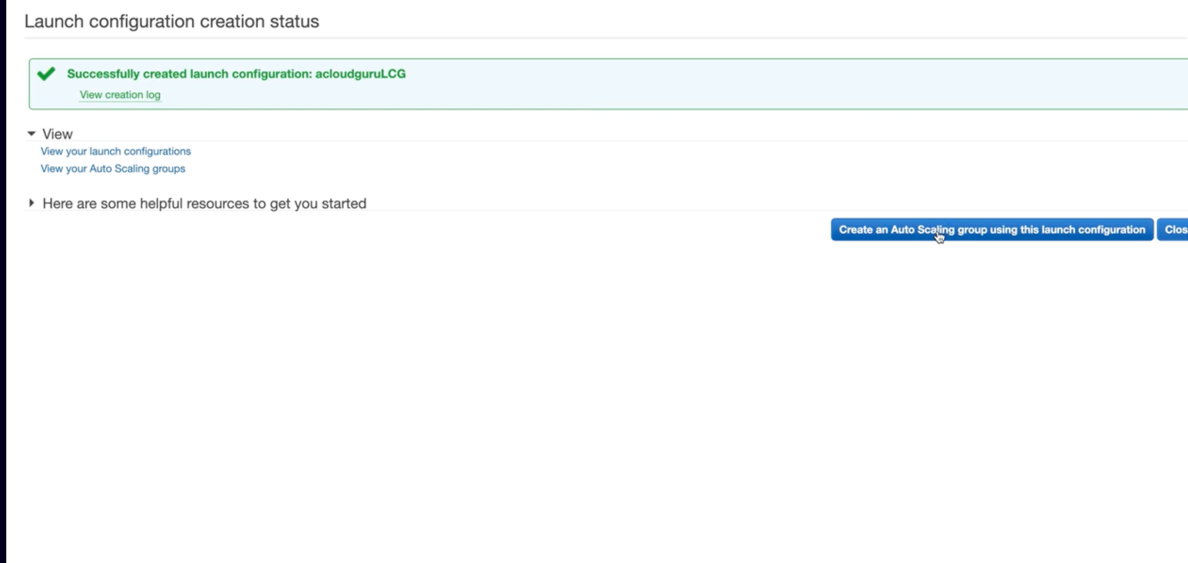 Launch configuration creation status
Successfully created launch configuration: acloudguruLCG
View creation log
View
View your launch configurations
View your Auto Scaling groups
Here are some helpful resources to get you started
Create an Auto Scaling group using this launch configuration
Clos